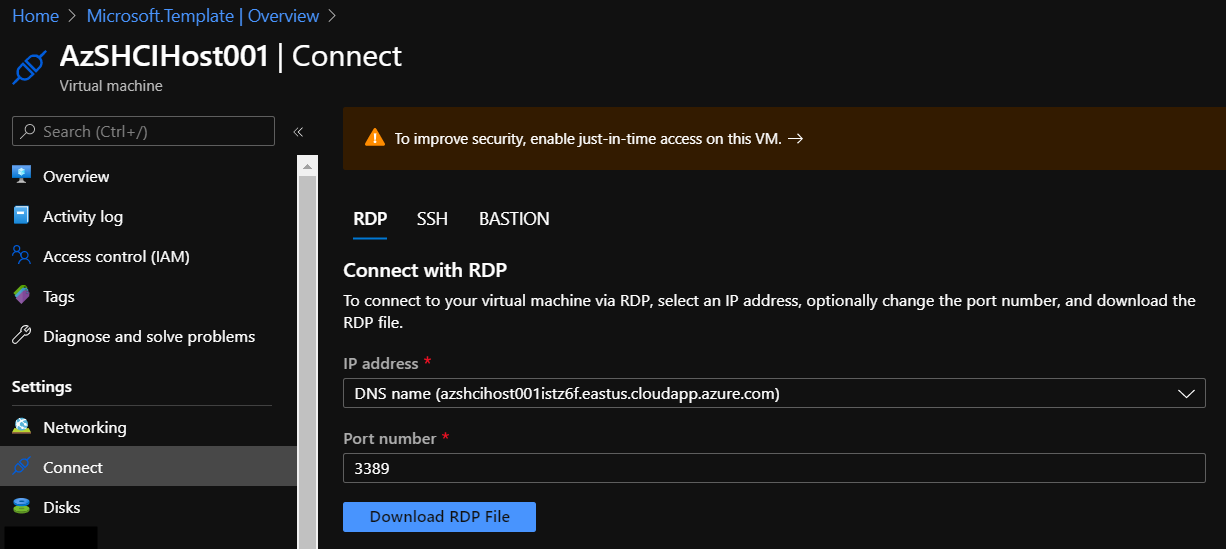 Home > Microsoft.Template | Overview >
AzSHCIHost001 | Connect
Virtual machine
Search (Ctrl+/)
«
Overview
Activity log
Access control (IAM)
Tags
Diagnose and solve problems
Settings
Networking
Connect
Disks
To improve security, enable just-in-time access on this VM. →
RDP SSH BASTION
Connect with RDP
To connect to your virtual machine via RDP, select an IP address, optionally change the port number, and download the
RDP file.
IP address *
DNS name (azshcihost001istz6f.eastus.cloudapp.azure.com)
Port number *
3389
Download RDP File